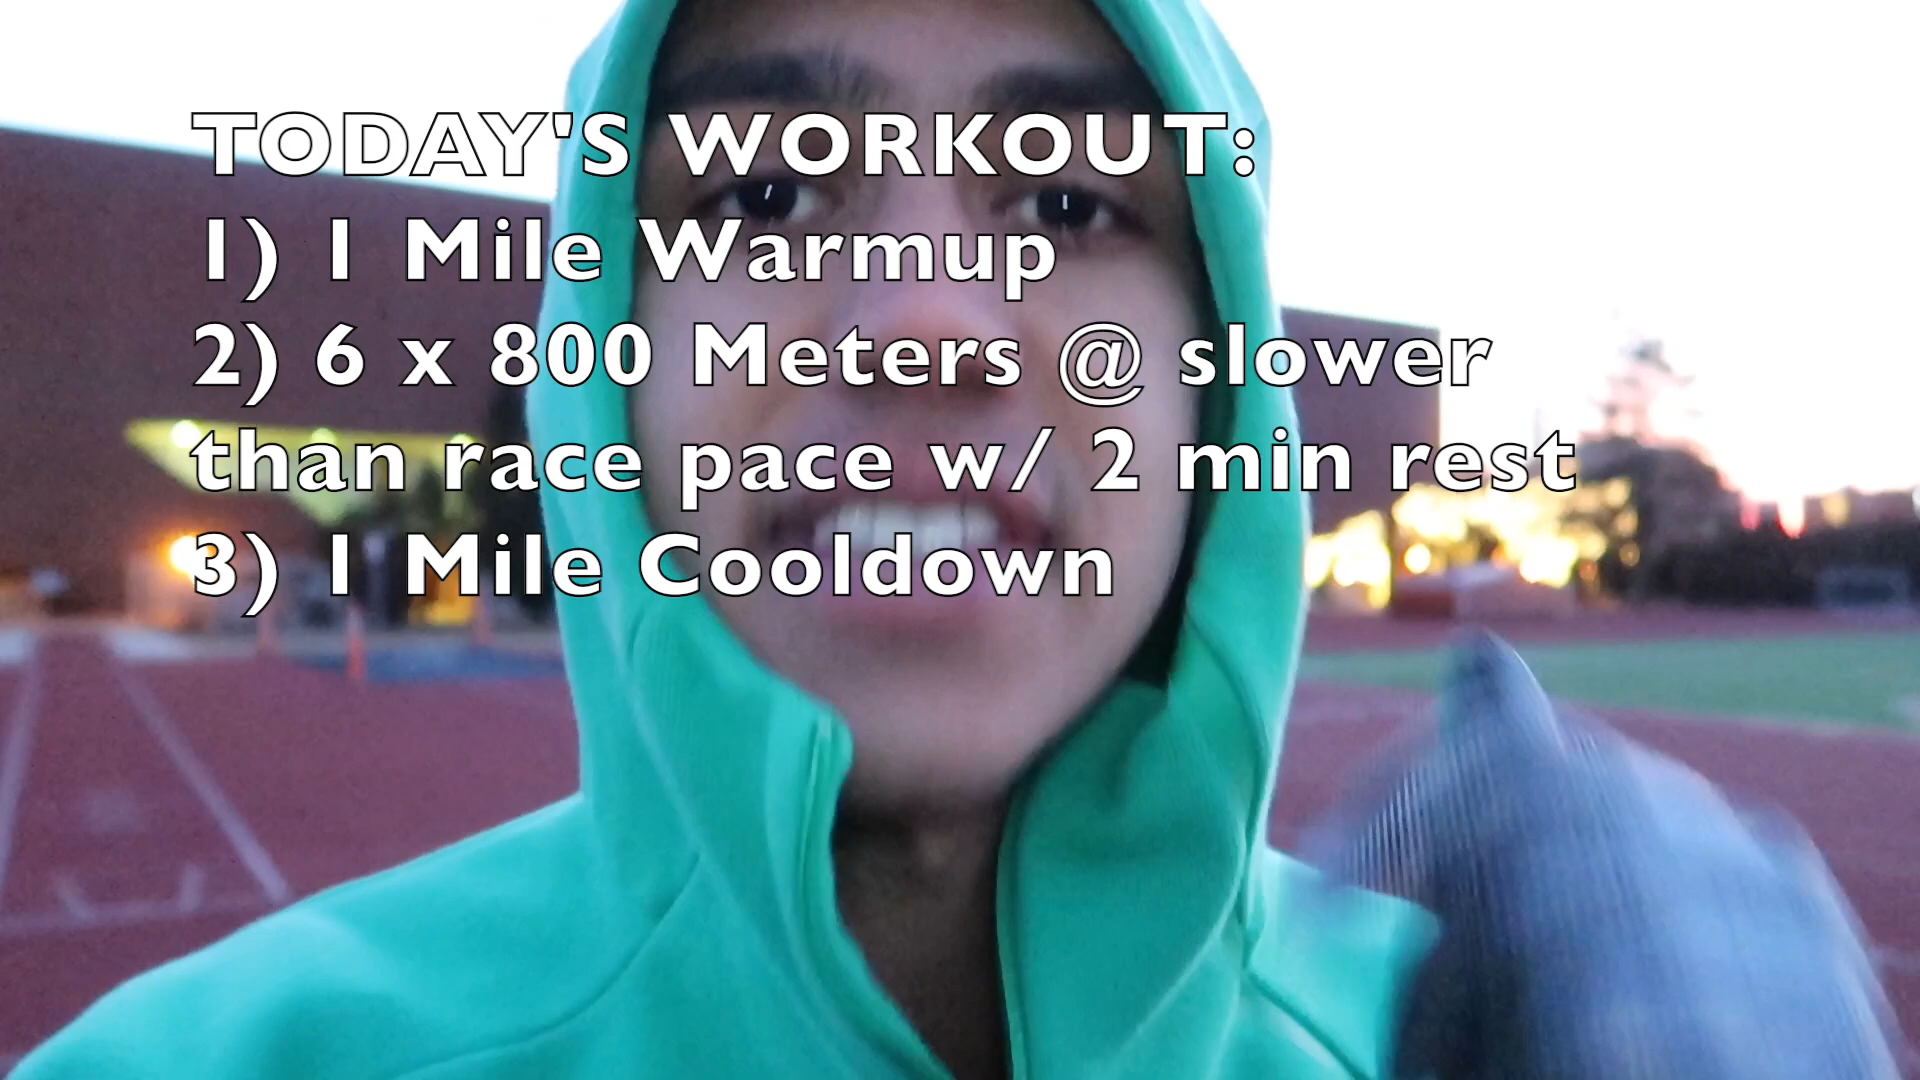 TODAY'S WORKOUT:
1) 1 Mile Warmup
2) 6 x 800 Meters @ slower
than race pace w/ 2 min rest
3) 1 Mile Cooldown